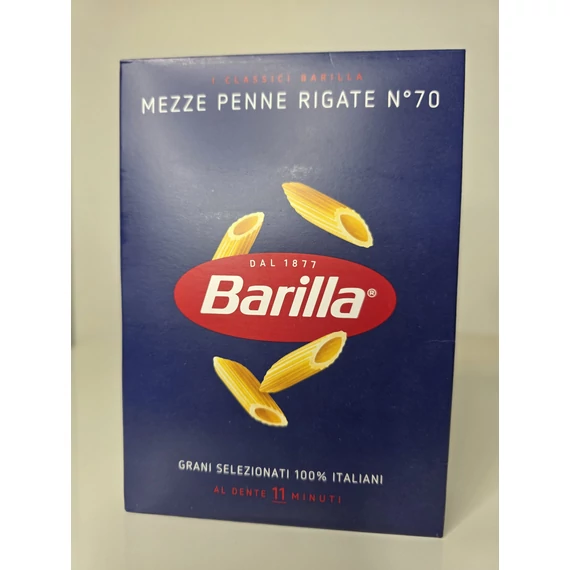 I CLASSICI BARILLA
MEZZE PENNE RIGATE N°70
DAL 1877
Barilla®
GRANI SELEZIONATI 100% ITALIANI
AL DENTE 11 MINUTI